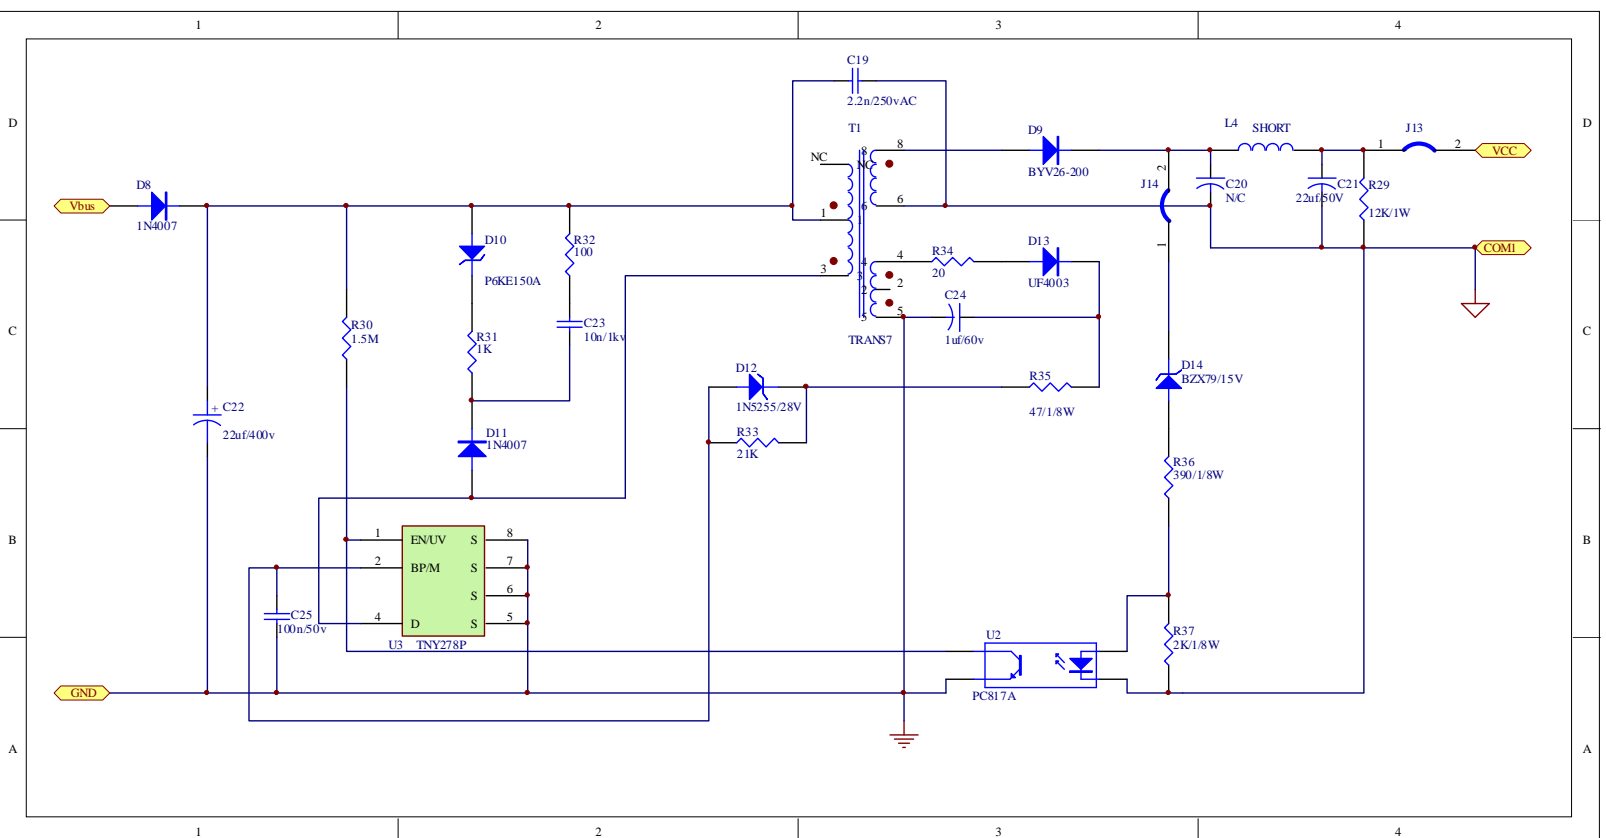 1 2 3 4
C19
2.2n/250vAC
D D
T1
L4 SHORT J13
D9
8 8 1 2 VCC
NC NC
BYV26-200
2
D8 J14 C20 C21 R29
N/C 22uf/50V
6 6
Vbus
1 1 12K/1W
1N4007
D10 R32
100
R34 D13 1 COM1
4 4
3 3 20
P6KE150A 2 2 UF4003
C24
5 5
R30
1.5M
C23
10n/1kv
C C
R31
1K
TRANS7 1uf/60v
D12 D14
BZX79/15V
R35
1N5255/28V
+ C22 47/1/8W
22uf/400v
D11
1N4007
R33
21K
R36
390/1/8W
1 EN/UV S 8
B B
2 BP/M S 7
S 6
C25
100n/50v
4 D S 5
U3 TNY278P
U2 R37
2K/1/8W
GND PC817A
A A
1 2 3 4